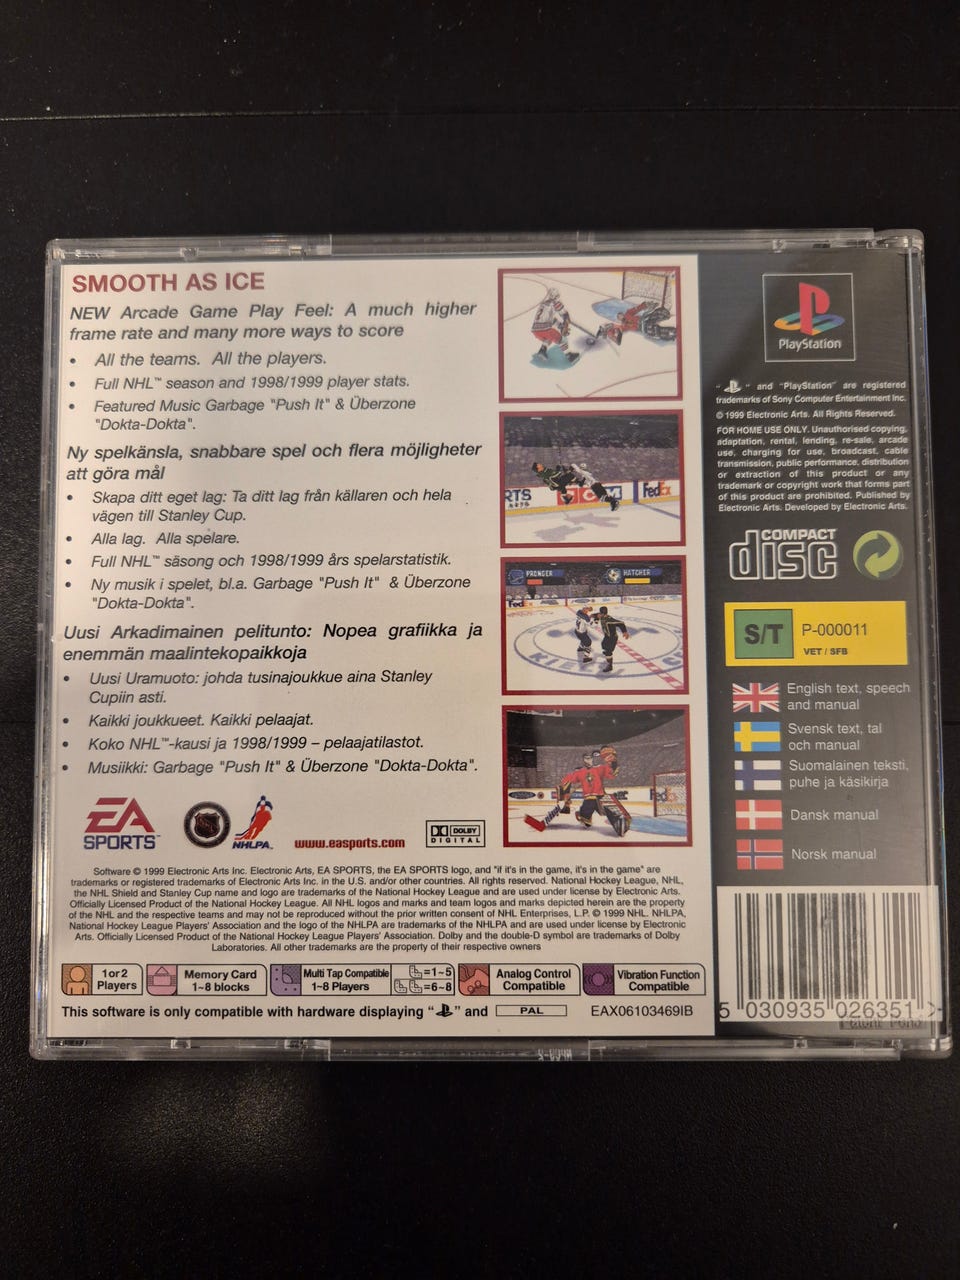 SMOOTH AS ICE
NEW Arcade Game Play Feel: A much higher
frame rate and many more ways to score
• All the teams. All the players.
• Full NHL™ season and 1998/1999 player stats.
• Featured Music Garbage "Push It" & Überzone
"Dokta-Dokta".
Ny spelkänsla, snabbare spel och flera möjligheter
att göra mål
• Skapa ditt eget lag: Ta ditt lag från källaren och hela
vägen till Stanley Cup.
• Alla lag. Alla spelare.
• Full NHL™ säsong och 1998/1999 års spelarstatistik.
• Ny musik i spelet, bl.a. Garbage "Push It" & Überzone
"Dokta-Dokta".
Uusi Arkadimainen pelitunto: Nopea grafiikka ja
enemmän maalintekopaikkoja
• Uusi Uramuoto: johda tusinajoukkue aina Stanley
Cupiin asti.
• Kaikki joukkueet. Kaikki pelaajat.
• Koko NHL™-kausi ja 1998/1999 – pelaajatilastot.
• Musiikki: Garbage "Push It" & Überzone "Dokta-Dokta".
EA
SPORTS™
NHL
NHLPA
www.easports.com
DOLBY
DIGITAL
Software © 1999 Electronic Arts Inc. Electronic Arts, EA SPORTS, the EA SPORTS logo, and "if it's in the game, it's in the game" are
trademarks or registered trademarks of Electronic Arts Inc. in the U.S. and/or other countries. All rights reserved. National Hockey League, NHL,
the NHL Shield and Stanley Cup name and logo are trademarks of the National Hockey League and are used under license by Electronic Arts.
Officially Licensed Product of the National Hockey League. All NHL logos and marks and team logos and marks depicted herein are the property
of the NHL and the respective teams and may not be reproduced without the prior written consent of NHL Enterprises, L.P. © 1999 NHL. NHLPA,
National Hockey League Players' Association and the logo of the NHLPA are trademarks of the NHLPA and are used under license by Electronic
Arts. Officially Licensed Product of the National Hockey League Players' Association. Dolby and the double-D symbol are trademarks of Dolby
Laboratories. All other trademarks are the property of their respective owners
1 or 2
Players
Memory Card
1~8 blocks
Multi Tap Compatible
1~8 Players
=1~5
=6~8
Analog Control
Compatible
Vibration Function
Compatible
This software is only compatible with hardware displaying " " and PAL
EAX06103469IB
FedEx
PRONGER
HATCHER
FedEx
FedEx
PlayStation
" " and "PlayStation" are registered
trademarks of Sony Computer Entertainment Inc.
© 1999 Electronic Arts. All Rights Reserved.
FOR HOME USE ONLY. Unauthorised copying,
adaptation, rental, lending, re-sale, arcade
use, charging for use, broadcast, cable
transmission, public performance, distribution
or extraction of this product or any
trademark or copyright work that forms part
of this product are prohibited. Published by
Electronic Arts. Developed by Electronic Arts.
COMPACT
disc
S/T
P-000011
VET / SFB
English text, speech
and manual
Svensk text, tal
och manual
Suomalainen teksti,
puhe ja käsikirja
Dansk manual
Norsk manual
5 030935 026351 >
Patent Pend